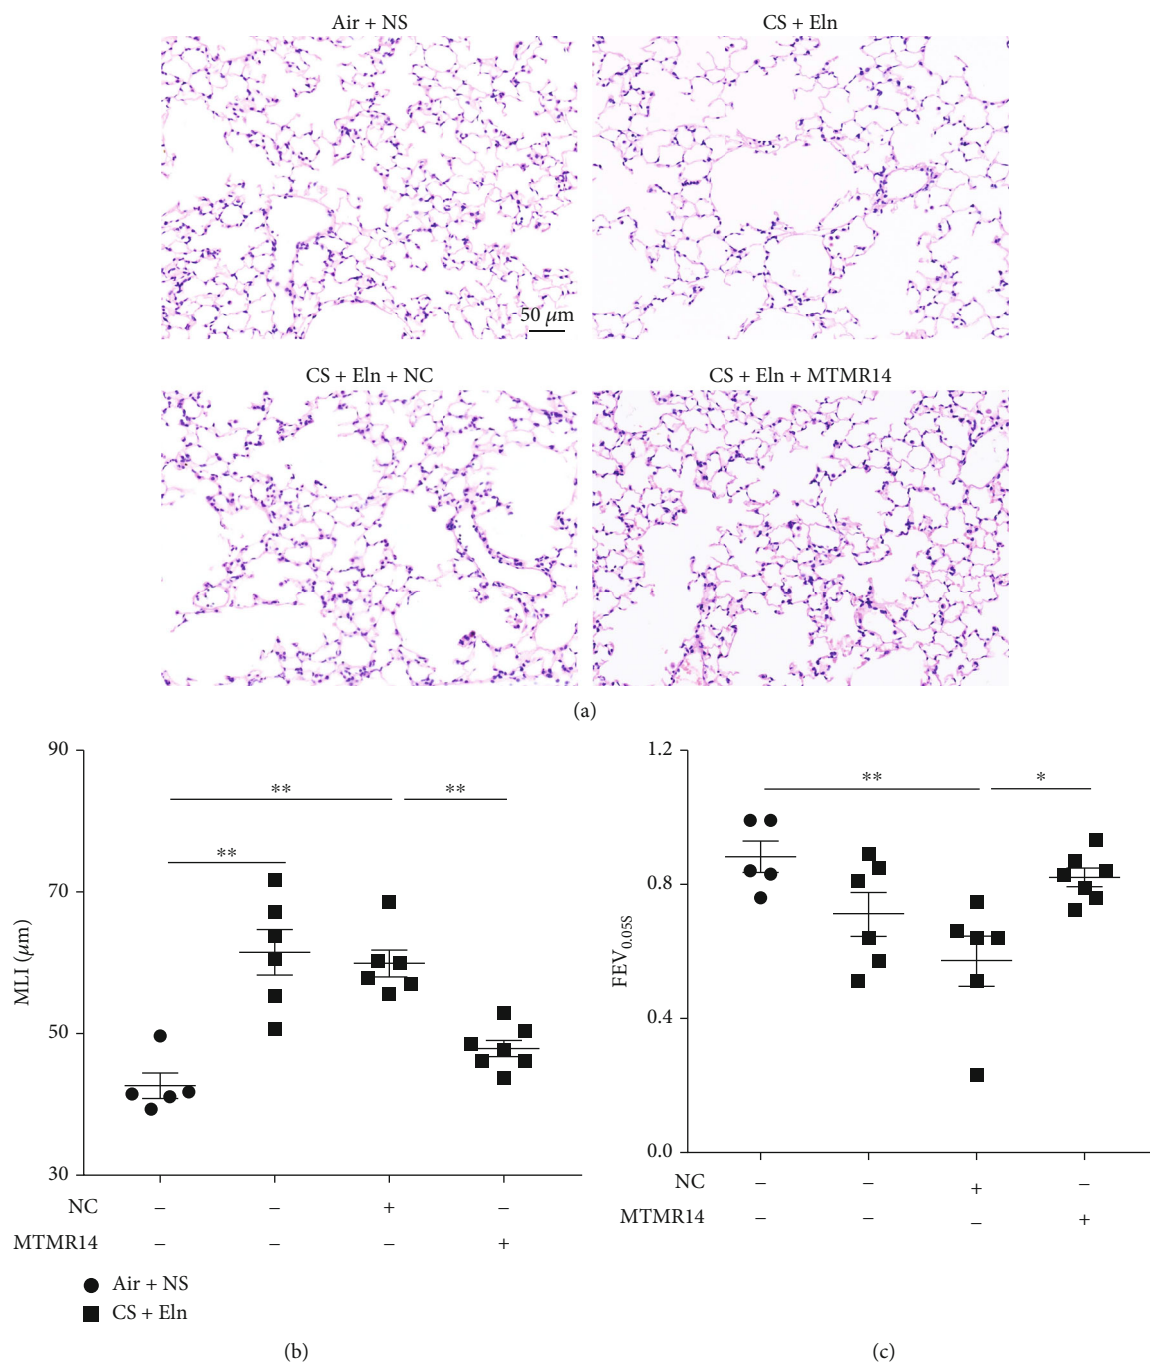 Air + NS
CS + Eln
50 μm
CS + Eln + NC
CS + Eln + MTMR14
(a)
90
70
50
30
MLI (μm)
**
**
**
NC – – + –
MTMR14 – – – +
Air + NS
CS + Eln
(b)
1.2
0.8
0.4
0.0
FEV0.05S
**
*
NC – – + –
MTMR14 – – – +
(c)